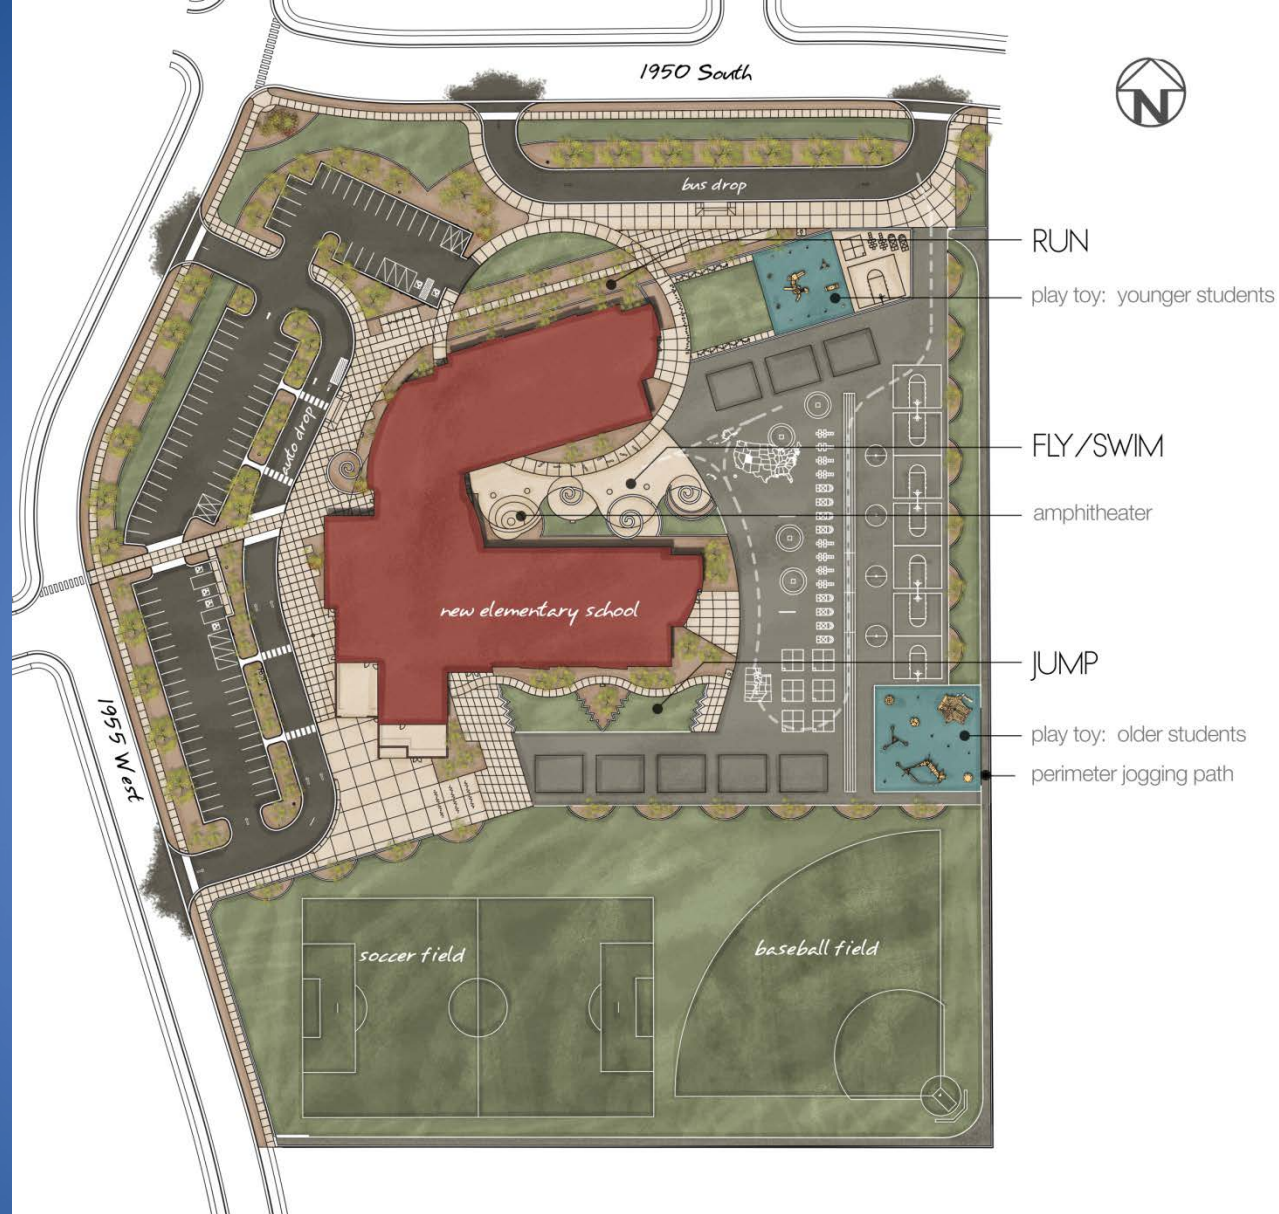 1950 South
N
bus drop
RUN
play toy: younger students
auto drop
FLY/SWIM
amphitheater
new elementary school
JUMP
1955 West
play toy: older students
perimeter jogging path
soccer field
baseball field